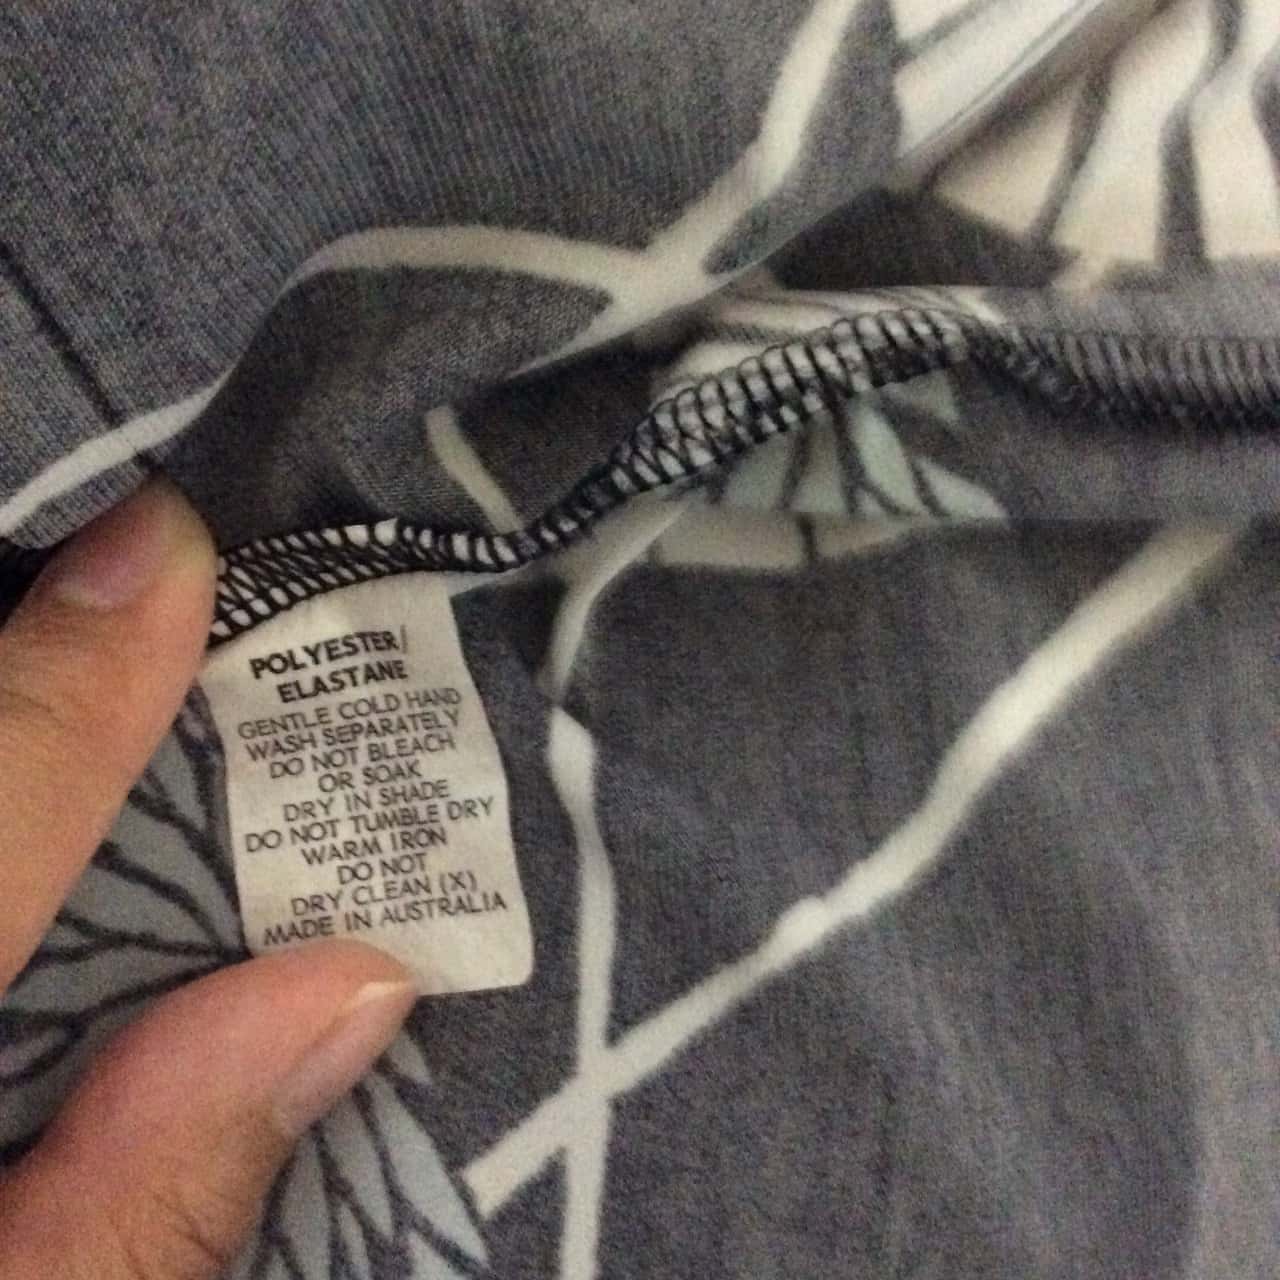 POLYESTER/
ELASTANE
GENTLE COLD HAND
WASH SEPARATELY
DO NOT BLEACH
OR SOAK
DRY IN SHADE
DO NOT TUMBLE DRY
WARM IRON
DO NOT
DRY CLEAN (X)
MADE IN AUSTRALIA